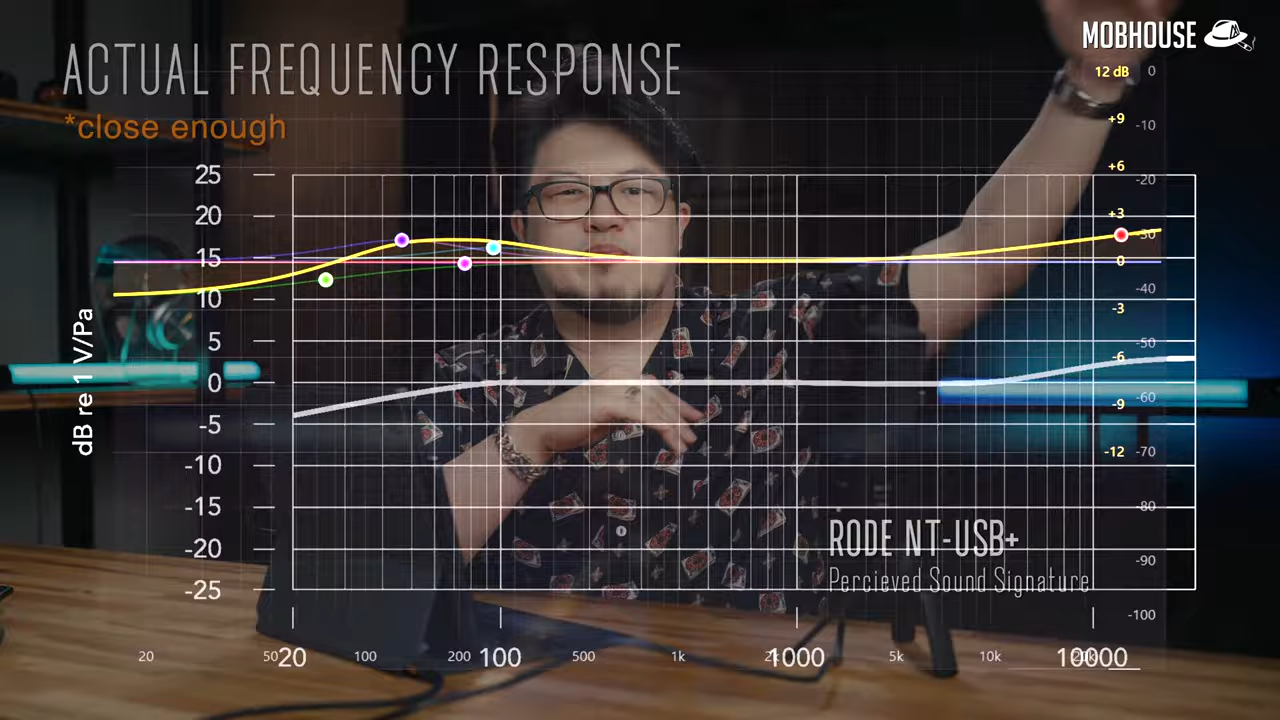 ACTUAL FREQUENCY RESPONSE
*close enough
MOBHOUSE
12 dB 0
+9 -10
+6 -20
+3 -30
0
-3 -40
-6 -50
-9 -60
-12 -70
-80
-90
-100
25
20
15
10
5
0
-5
-10
-15
-20
-25
dB re 1 V/Pa
RODE NT-USB+
Percieved Sound Signature
20 50 100 200 500 1k 2k 5k 10k 20k
20 100 1000 10000